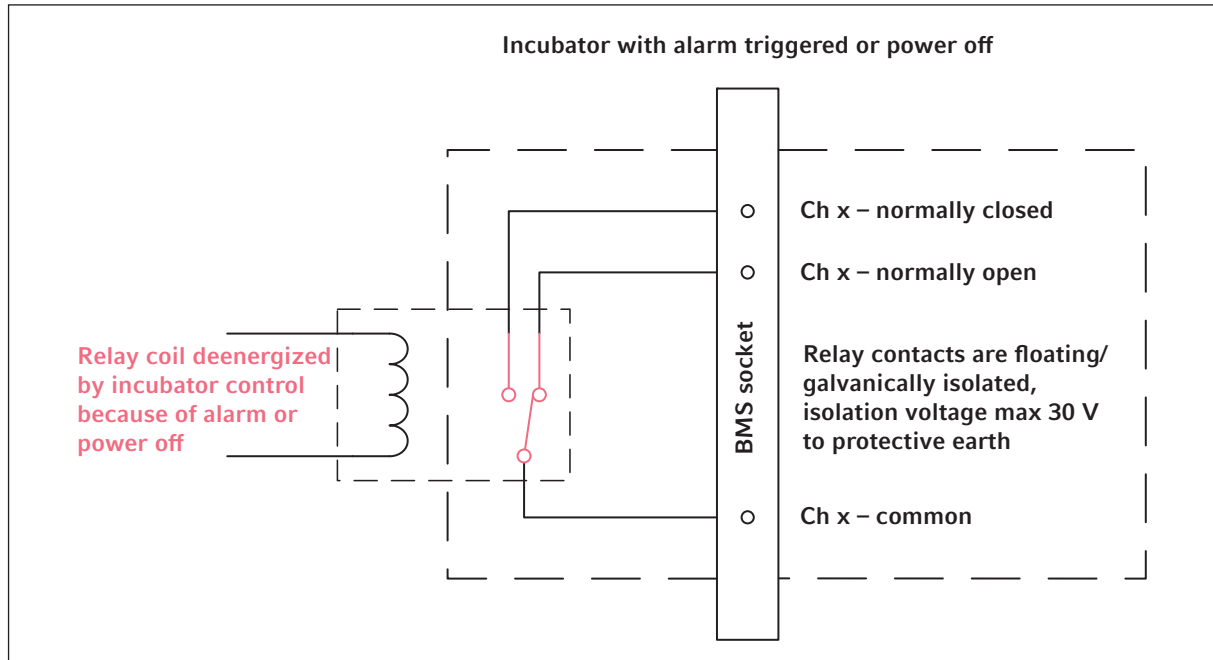 Incubator with alarm triggered or power off
Ch x – normally closed
Ch x – normally open
Relay coil deenergized
by incubator control
because of alarm or
power off
BMS socket
Relay contacts are floating/
galvanically isolated,
isolation voltage max 30 V
to protective earth
Ch x – common